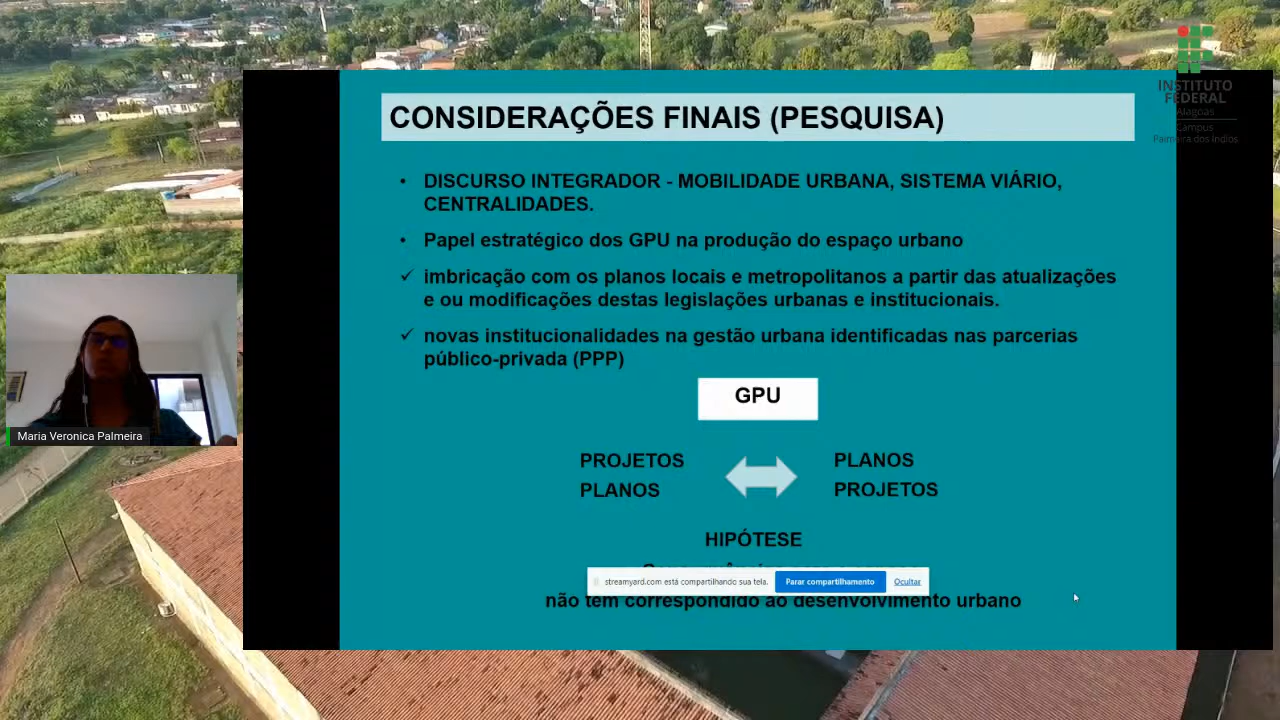 INSTITUTO
FEDERAL
Alagoas
Campus
Palmeira dos Índios
CONSIDERAÇÕES FINAIS (PESQUISA)
• DISCURSO INTEGRADOR - MOBILIDADE URBANA, SISTEMA VIÁRIO,
CENTRALIDADES.
• Papel estratégico dos GPU na produção do espaço urbano
✓ imbricação com os planos locais e metropolitanos a partir das atualizações
e ou modificações destas legislações urbanas e institucionais.
✓ novas institucionalidades na gestão urbana identificadas nas parcerias
público-privada (PPP)
GPU
PROJETOS
PLANOS
PLANOS
PROJETOS
HIPÓTESE
streamyard.com está compartilhando sua tela. Parar compartilhamento Ocultar
não têm correspondido ao desenvolvimento urbano
Maria Veronica Palmeira